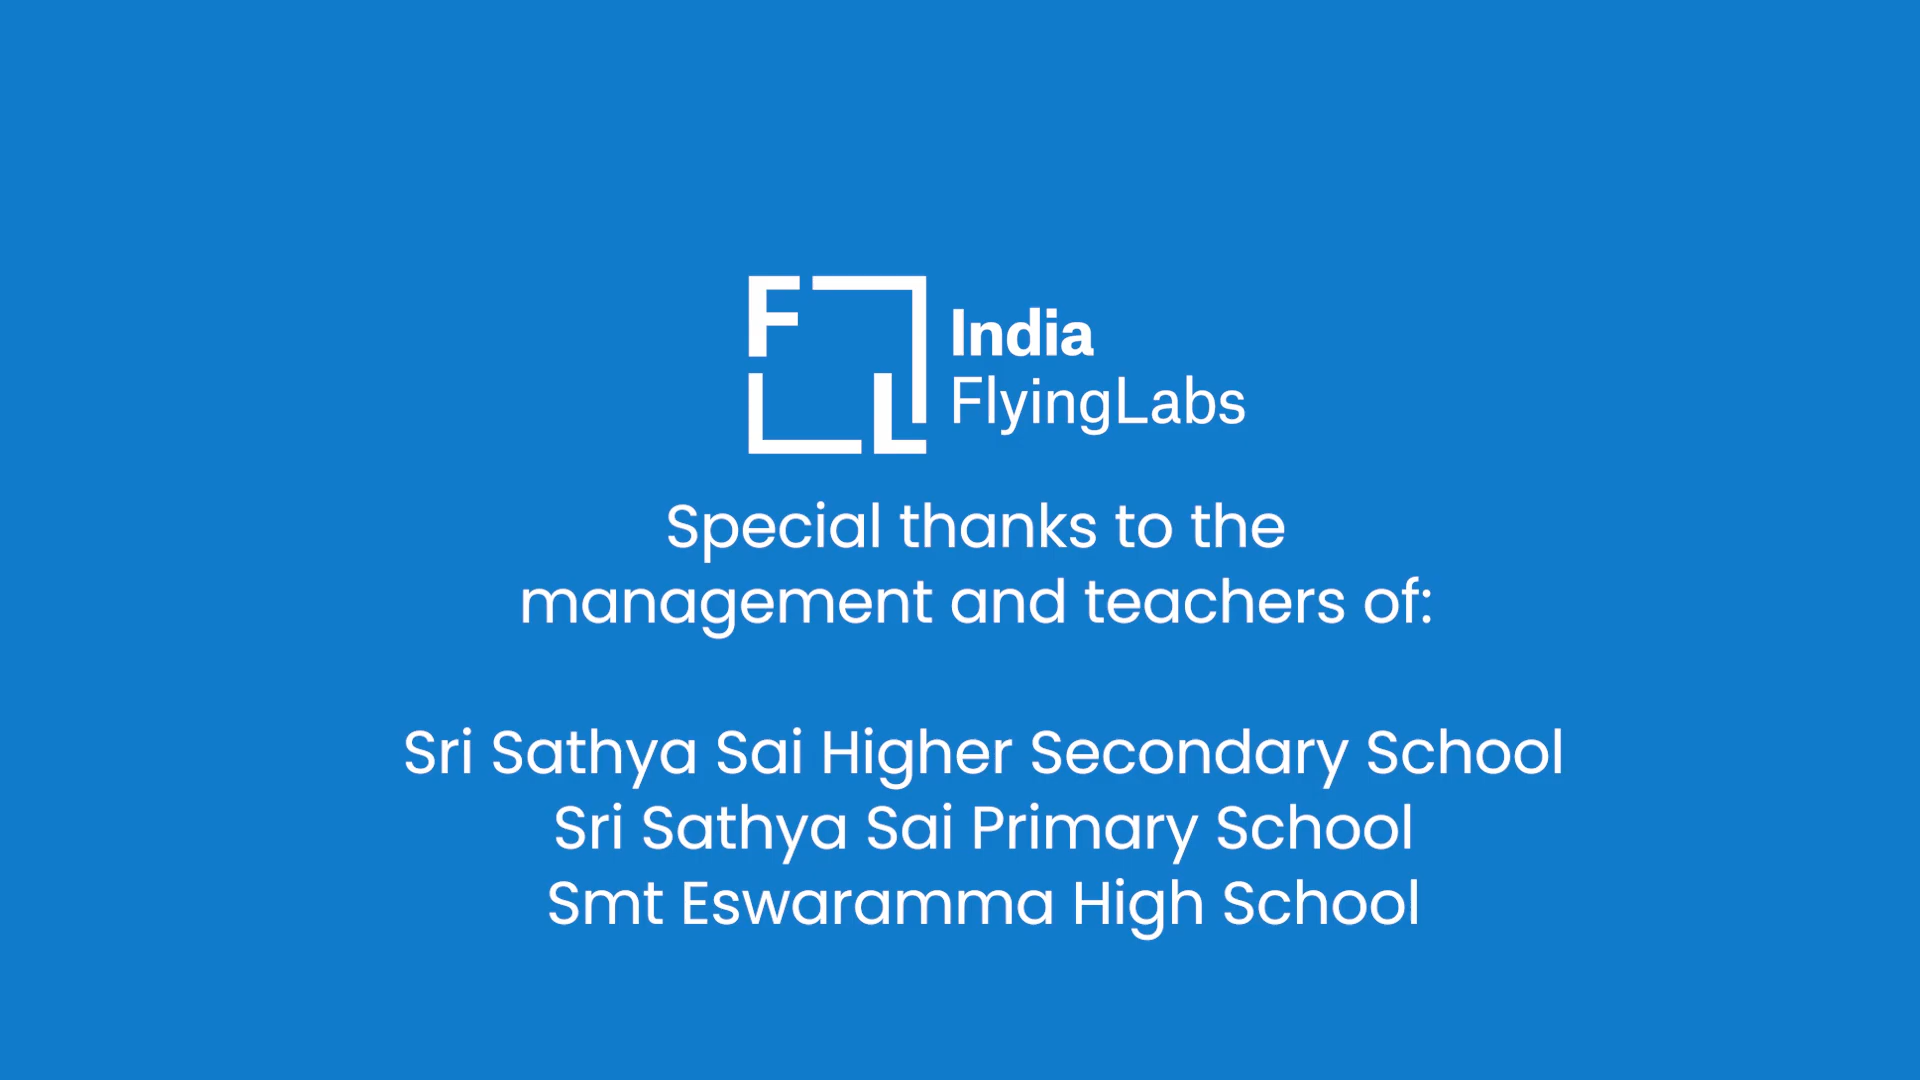 FL
India
FlyingLabs
Special thanks to the
management and teachers of:
Sri Sathya Sai Higher Secondary School
Sri Sathya Sai Primary School
Smt Eswaramma High School